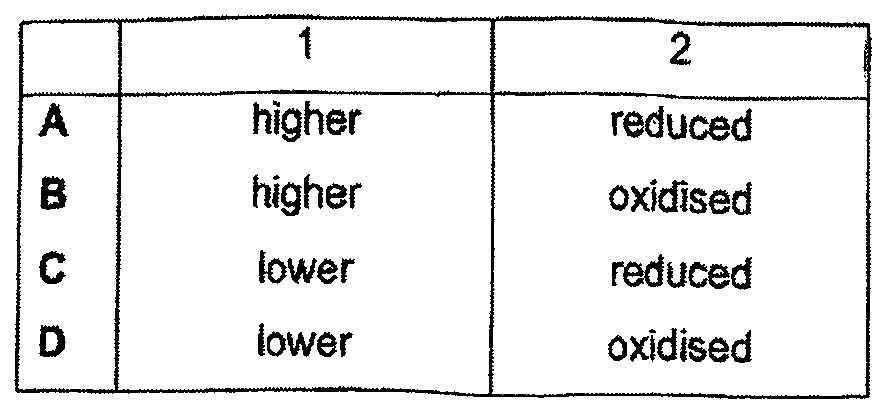 1 2
A higher reduced
B higher oxidised
C lower reduced
D lower oxidised